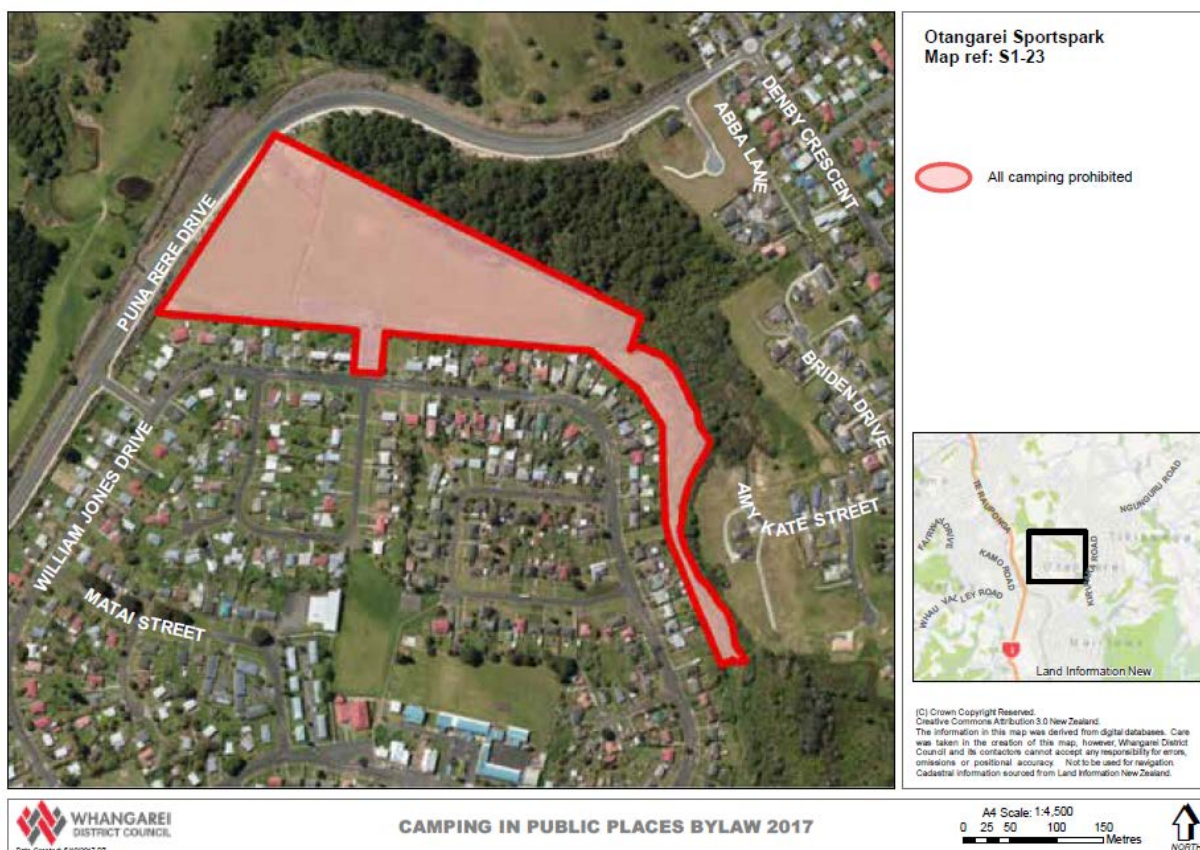 Otangarei Sportspark
Map ref: S1-23
All camping prohibited
PUNA RERE DRIVE
ABBA LANE
DENBY CRESCENT
BRIDEN DRIVE
AMY KATE STREET
WILLIAM JONES DRIVE
MATAI STREET
NGUNGURU ROAD
KAMO ROAD
Land Information New
(C) Crown Copyright Reserved.
Creative Commons Attribution 3.0 New Zealand.
The information in this map was derived from digital databases. Care
was taken in the creation of this map, however, Whangarei District
Council and its contactors cannot accept any responsibility for errors,
omissions or positional accuracy. Not to be used for navigation.
Cadastral information sourced from Land Information New Zealand.
WHANGAREI
DISTRICT COUNCIL
CAMPING IN PUBLIC PLACES BYLAW 2017
A4 Scale: 1:4,500
0 25 50 100 150
Metres
NORTH